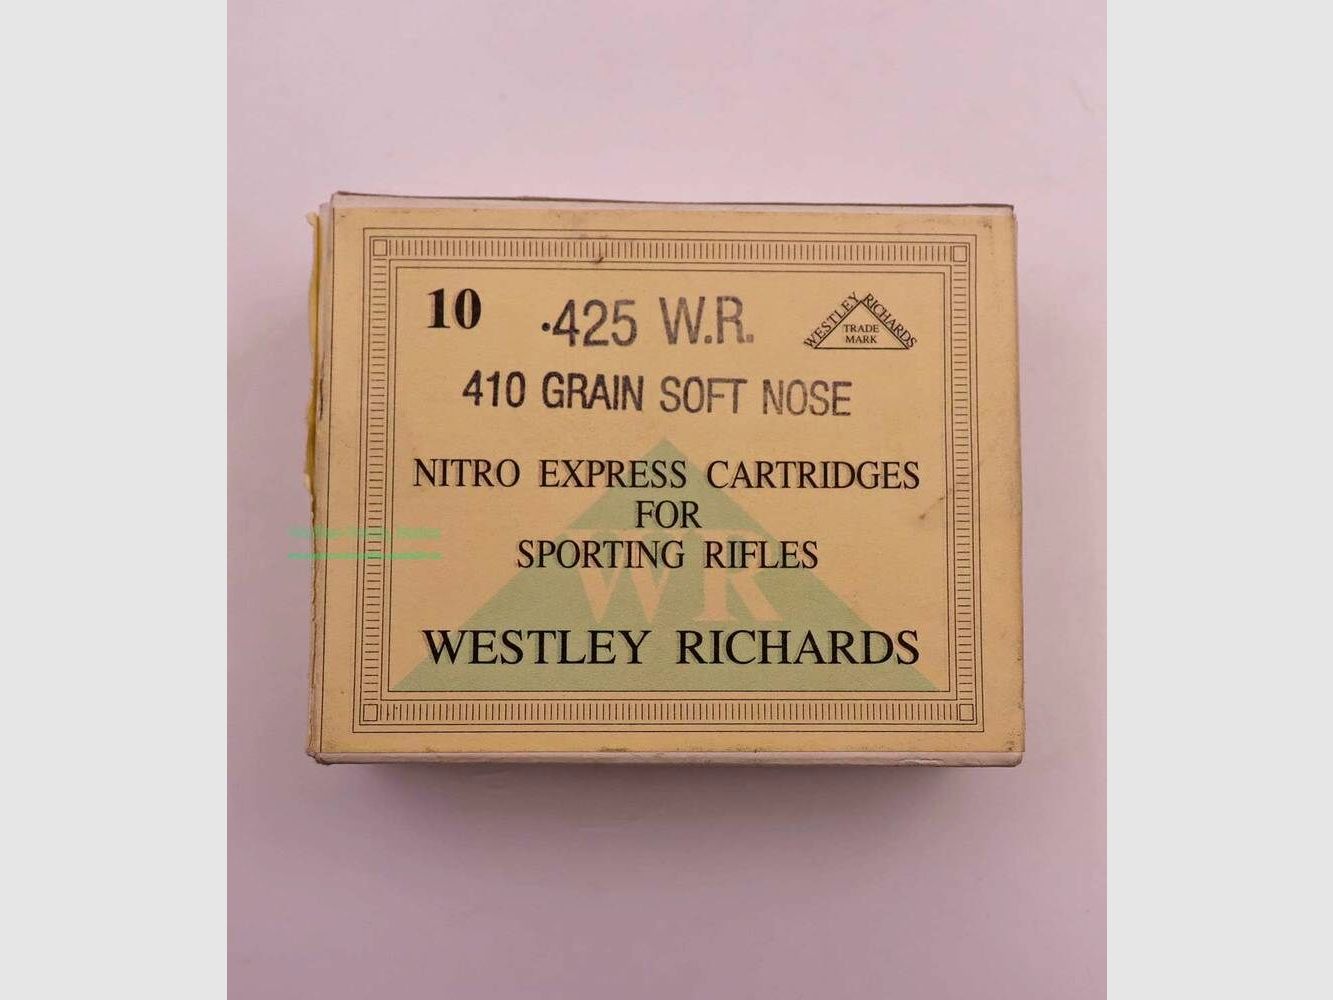 10 .425 W.R.
WESTLEY RICHARDS
TRADE
MARK
410 GRAIN SOFT NOSE
NITRO EXPRESS CARTRIDGES
FOR
SPORTING RIFLES
WR
WESTLEY RICHARDS